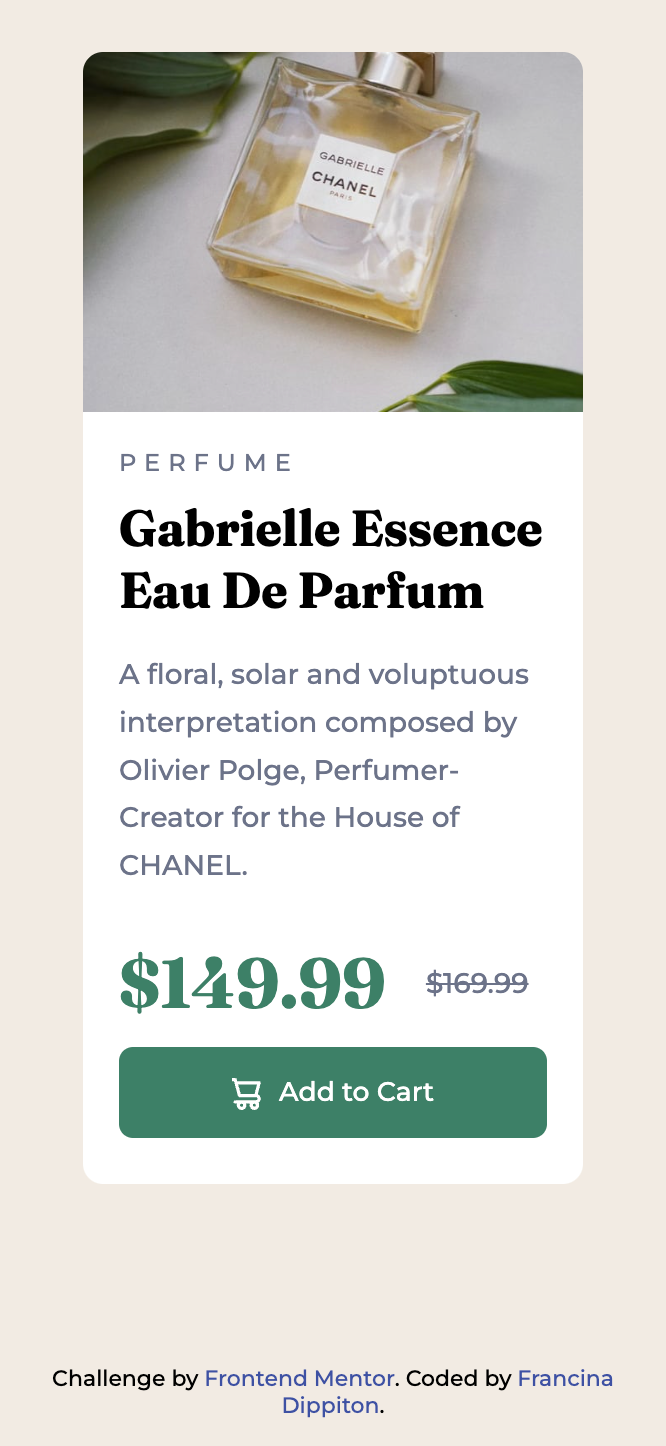 GABRIELLE
CHANEL
PARIS
PERFUME
Gabrielle Essence
Eau De Parfum
A floral, solar and voluptuous
interpretation composed by
Olivier Polge, Perfumer-
Creator for the House of
CHANEL.
$149.99 $169.99
Add to Cart
Challenge by Frontend Mentor. Coded by Francina
Dippiton.